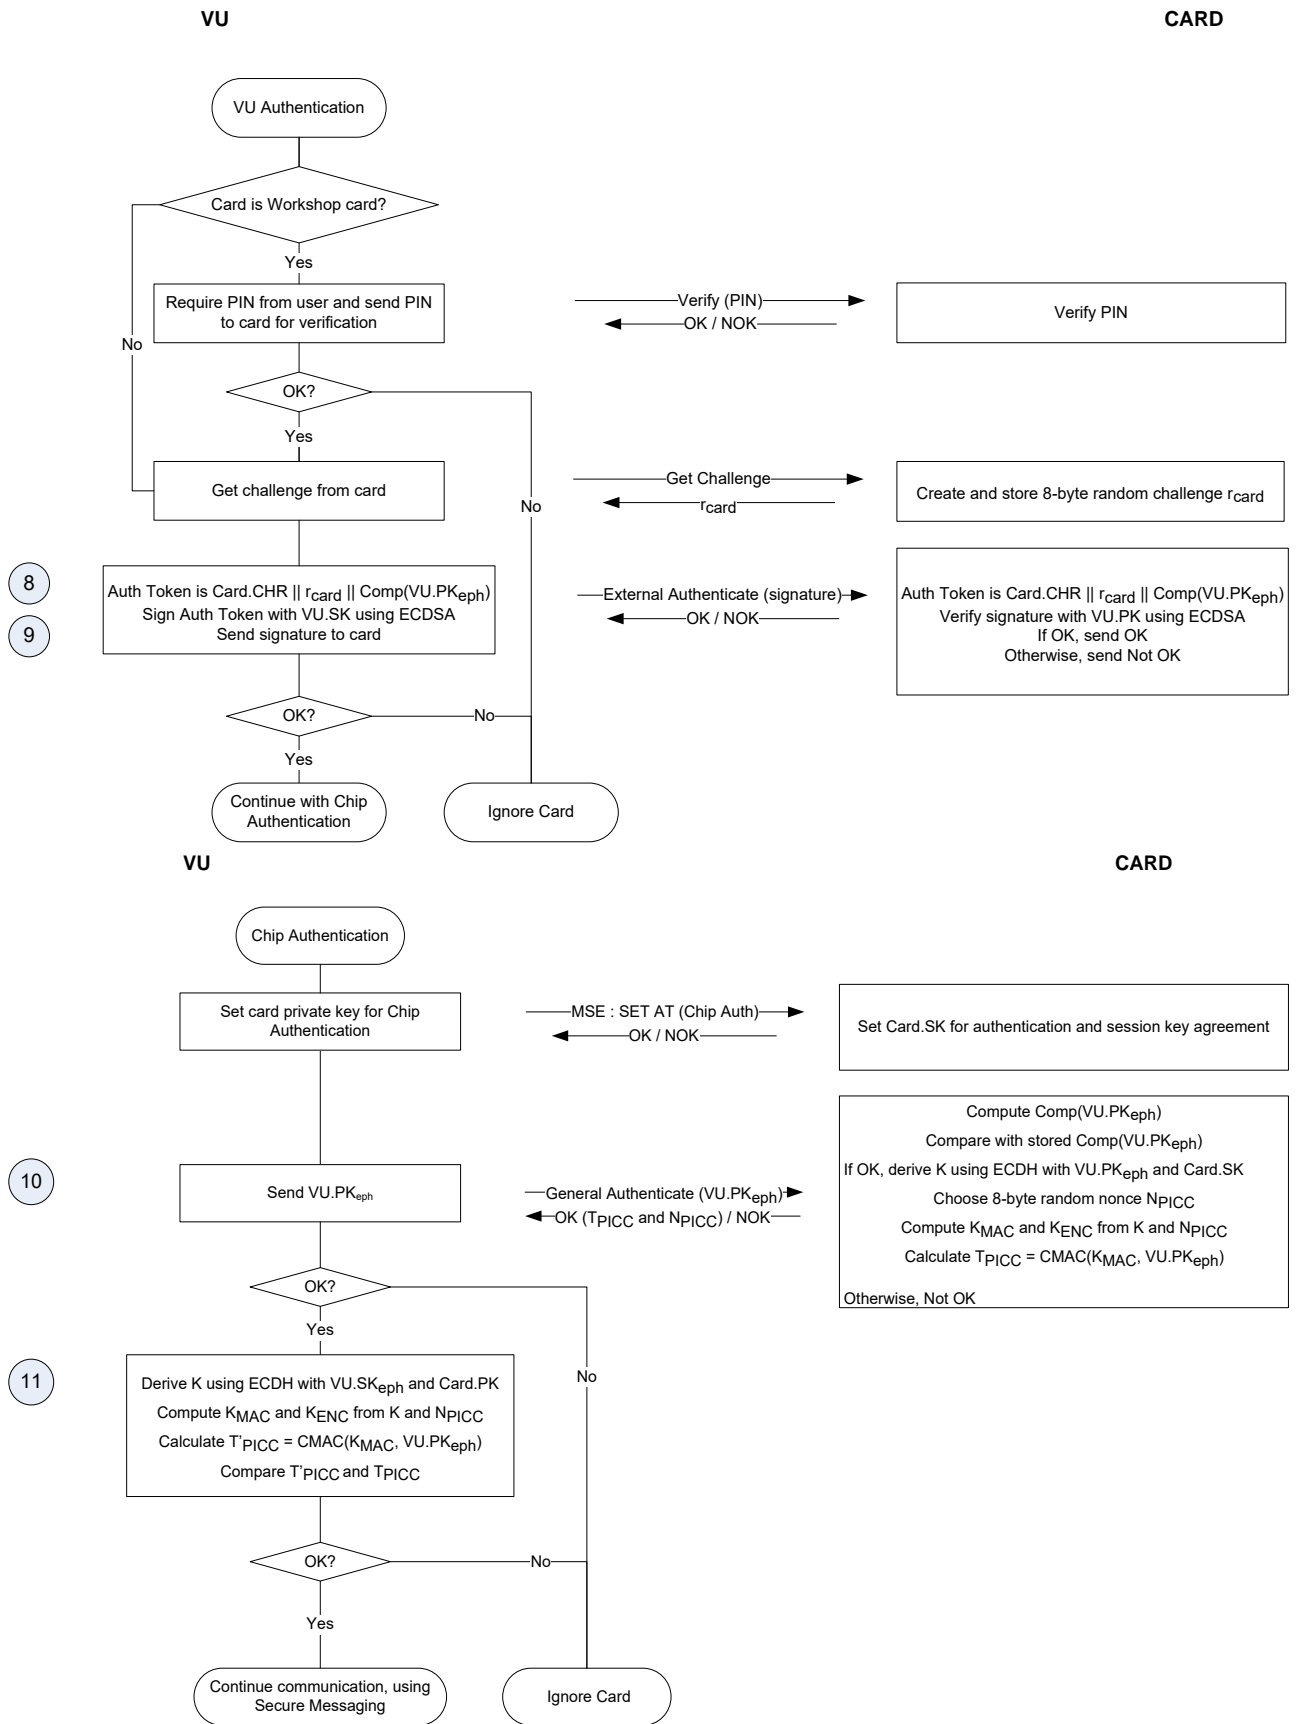 VU
CARD
VU Authentication
Card is Workshop card?
Yes
No
Require PIN from user and send PIN
to card for verification
Verify (PIN)
OK / NOK
Verify PIN
OK?
Yes
No
Get challenge from card
Get Challenge
rcard
Create and store 8-byte random challenge rcard
8
9
Auth Token is Card.CHR || rcard || Comp(VU.PKeph)
Sign Auth Token with VU.SK using ECDSA
Send signature to card
External Authenticate (signature)
OK / NOK
Auth Token is Card.CHR || rcard || Comp(VU.PKeph)
Verify signature with VU.PK using ECDSA
If OK, send OK
Otherwise, send Not OK
OK?
No
Yes
Continue with Chip
Authentication
Ignore Card
VU
CARD
Chip Authentication
Set card private key for Chip
Authentication
MSE : SET AT (Chip Auth)
OK / NOK
Set Card.SK for authentication and session key agreement
10
Send VU.PKeph
General Authenticate (VU.PKeph)
OK (TPICC and NPICC) / NOK
Compute Comp(VU.PKeph)
Compare with stored Comp(VU.PKeph)
If OK, derive K using ECDH with VU.PKeph and Card.SK
Choose 8-byte random nonce NPICC
Compute KMAC and KENC from K and NPICC
Calculate TPICC = CMAC(KMAC, VU.PKeph)
Otherwise, Not OK
OK?
Yes
No
11
Derive K using ECDH with VU.SKeph and Card.PK
Compute KMAC and KENC from K and NPICC
Calculate T'PICC = CMAC(KMAC, VU.PKeph)
Compare T'PICC and TPICC
OK?
No
Yes
Continue communication, using
Secure Messaging
Ignore Card